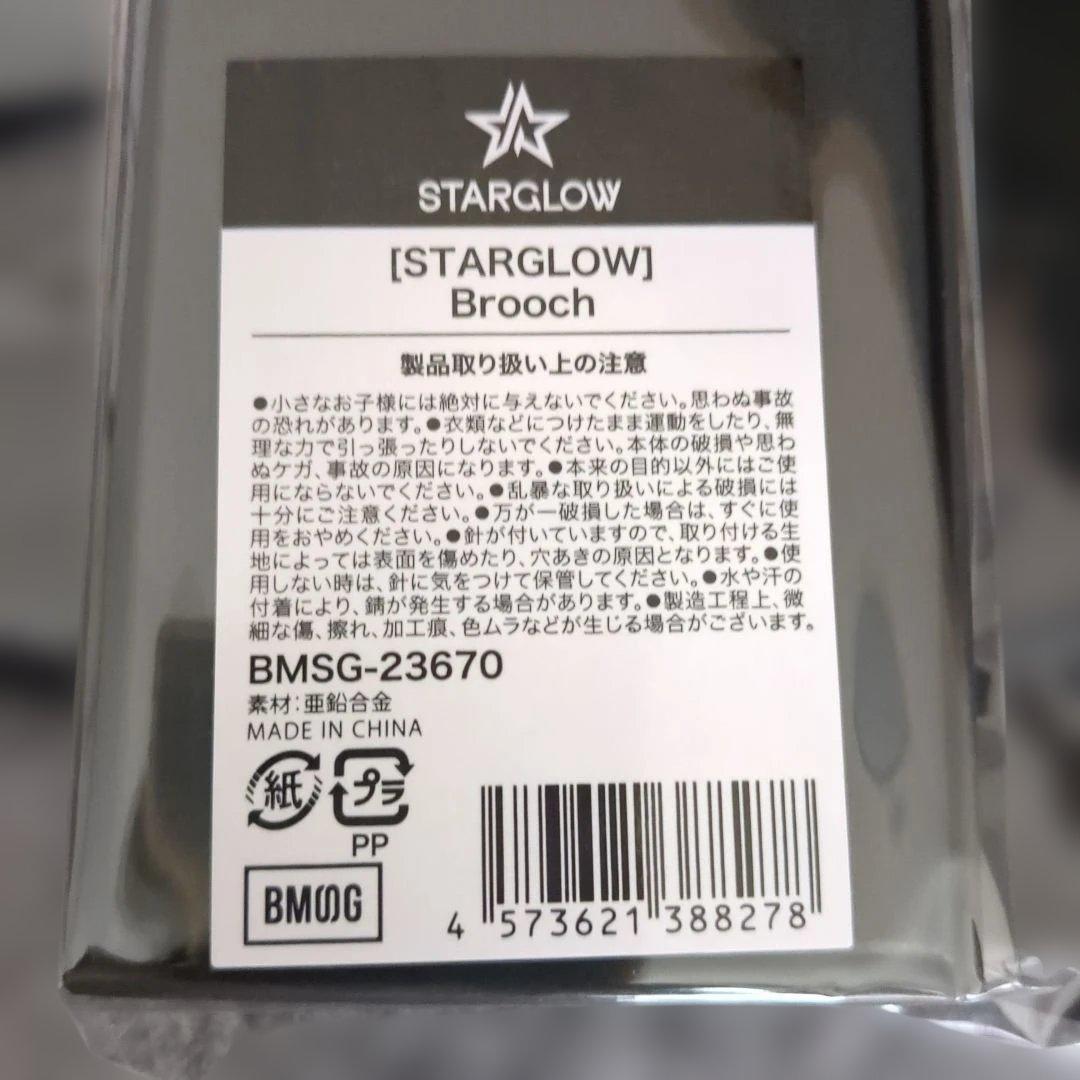 STARGLOW
[STARGLOW]
Brooch
製品取り扱い上の注意
●小さなお子様には絶対に与えないでください。思わぬ事故
の恐れがあります。●衣類などにつけたまま運動をしたり、無
理な力で引っ張ったりしないでください。本体の破損や思わ
ぬケガ、事故の原因になります。●本来の目的以外にはご使
用にならないでください。●乱暴な取り扱いによる破損には
十分にご注意ください。●万が一破損した場合は、すぐに使
用をおやめください。●針が付いていますので、取り付ける生
地によっては表面を傷めたり、穴あきの原因となります。●使
用しない時は、針に気をつけて保管してください。●水や汗の
付着により、錆が発生する場合があります。●製造工程上、微
細な傷、擦れ、加工痕、色ムラなどが生じる場合がございます。
BMSG-23670
素材：亜鉛合金
MADE IN CHINA
紙 プラ
PP
BMSG
4 573621 388278